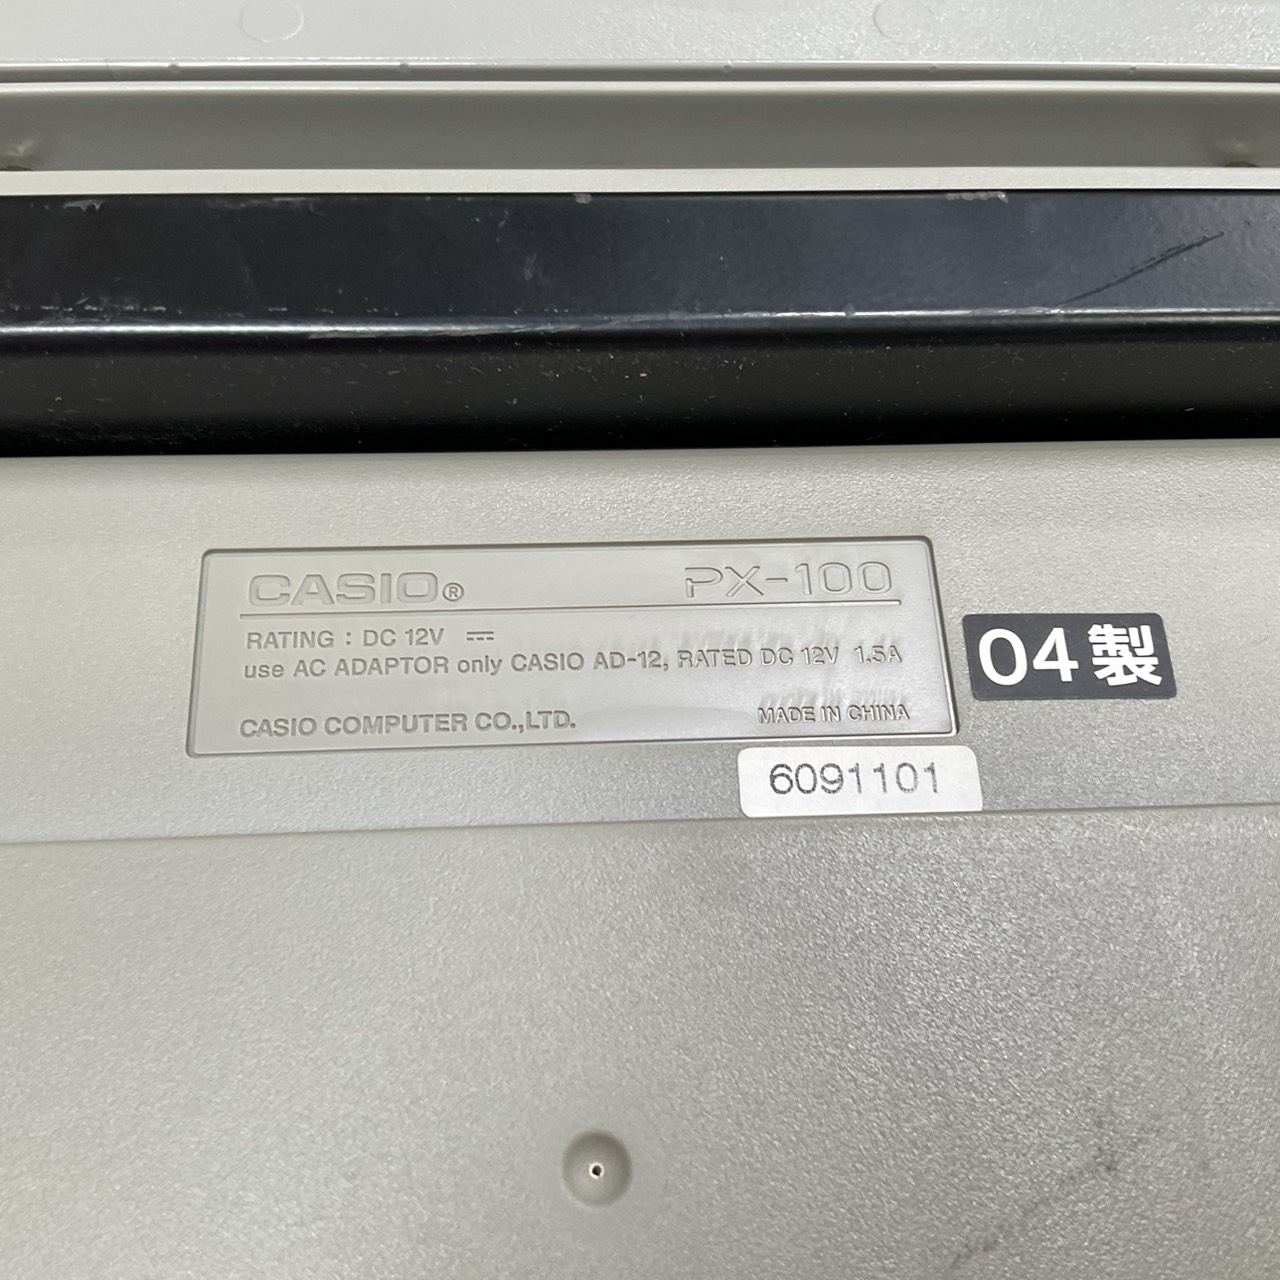 CASIO® PX-100
RATING : DC 12V ⎓
use AC ADAPTOR only CASIO AD-12, RATED DC 12V 1.5A
CASIO COMPUTER CO.,LTD. MADE IN CHINA
04製
6091101